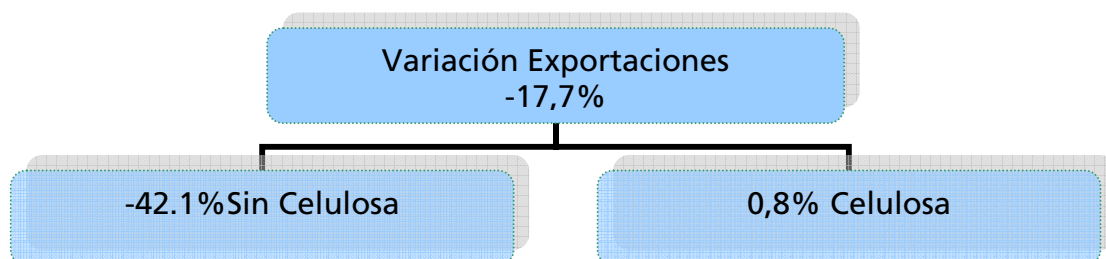 Variación Exportaciones
-17,7%
-42.1%Sin Celulosa
0,8% Celulosa